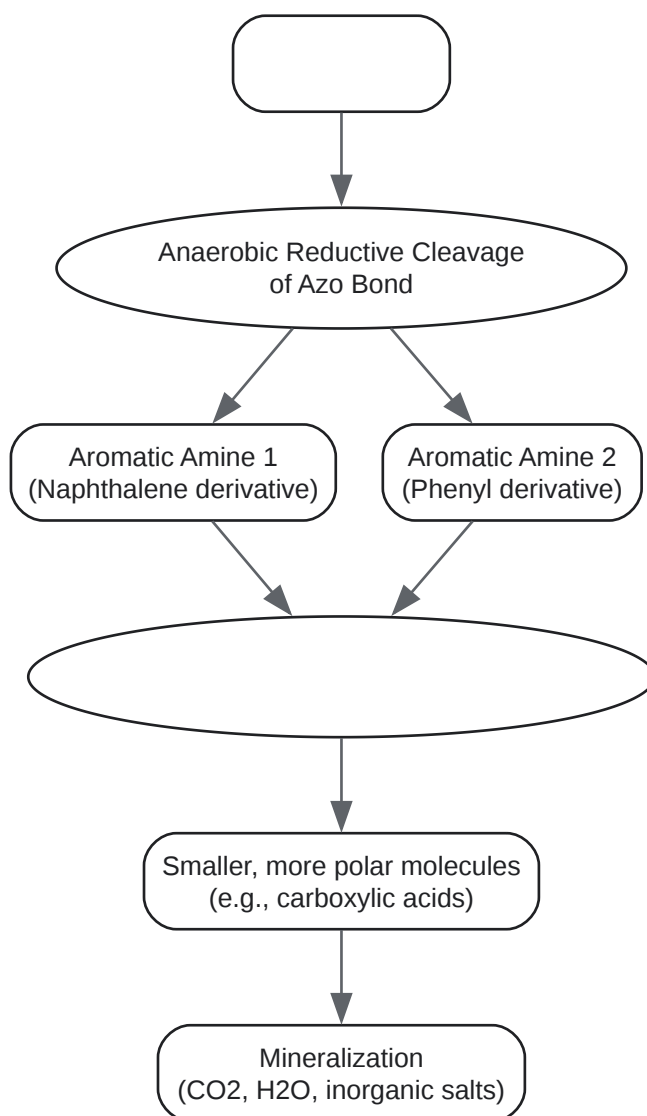 Anaerobic Reductive Cleavage
of Azo Bond
Aromatic Amine 1
(Naphthalene derivative)
Aromatic Amine 2
(Phenyl derivative)
Smaller, more polar molecules
(e.g., carboxylic acids)
Mineralization
(CO2, H2O, inorganic salts)